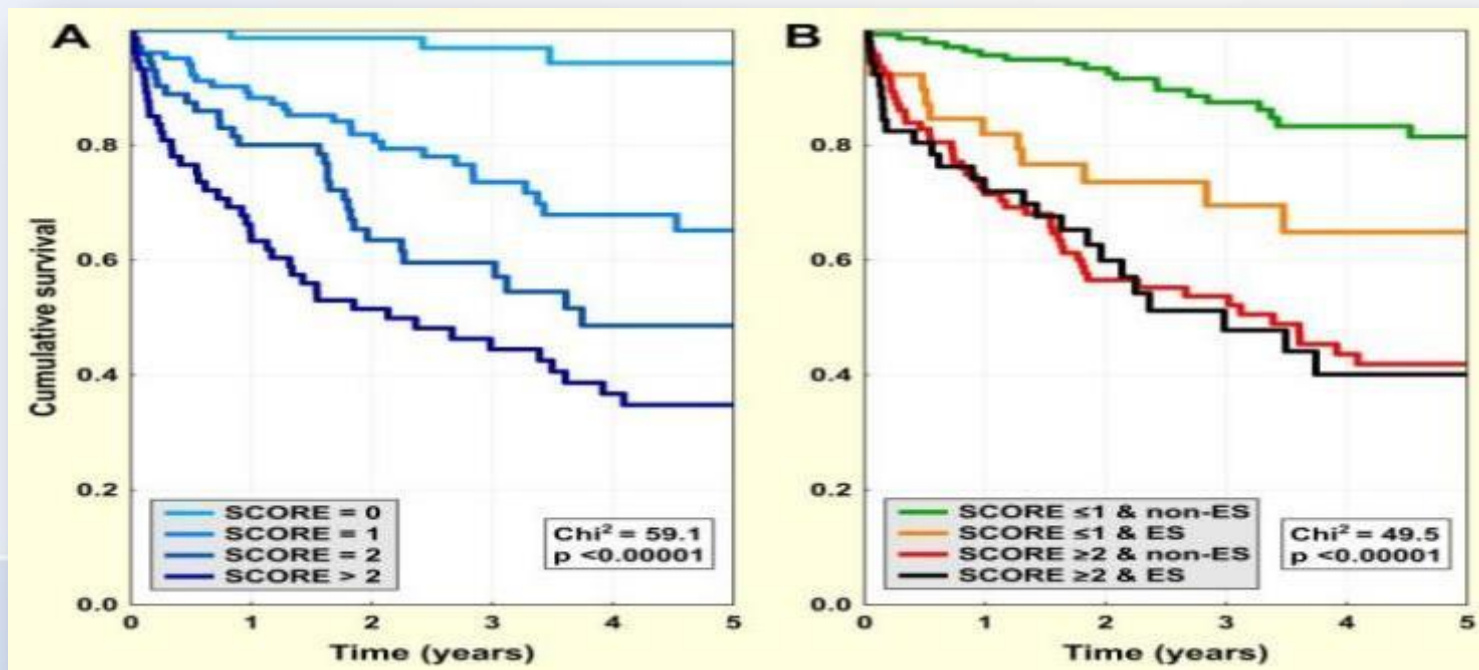 A
Cumulative survival
0.8
0.6
0.4
0.2
0.0
SCORE = 0
SCORE = 1
SCORE = 2
SCORE > 2
Chi² = 59.1
p <0.00001
0 1 2 3 4 5
Time (years)
B
0.8
0.6
0.4
0.2
0.0
SCORE ≤1 & non-ES
SCORE ≤1 & ES
SCORE ≥2 & non-ES
SCORE ≥2 & ES
Chi² = 49.5
p <0.00001
0 1 2 3 4 5
Time (years)